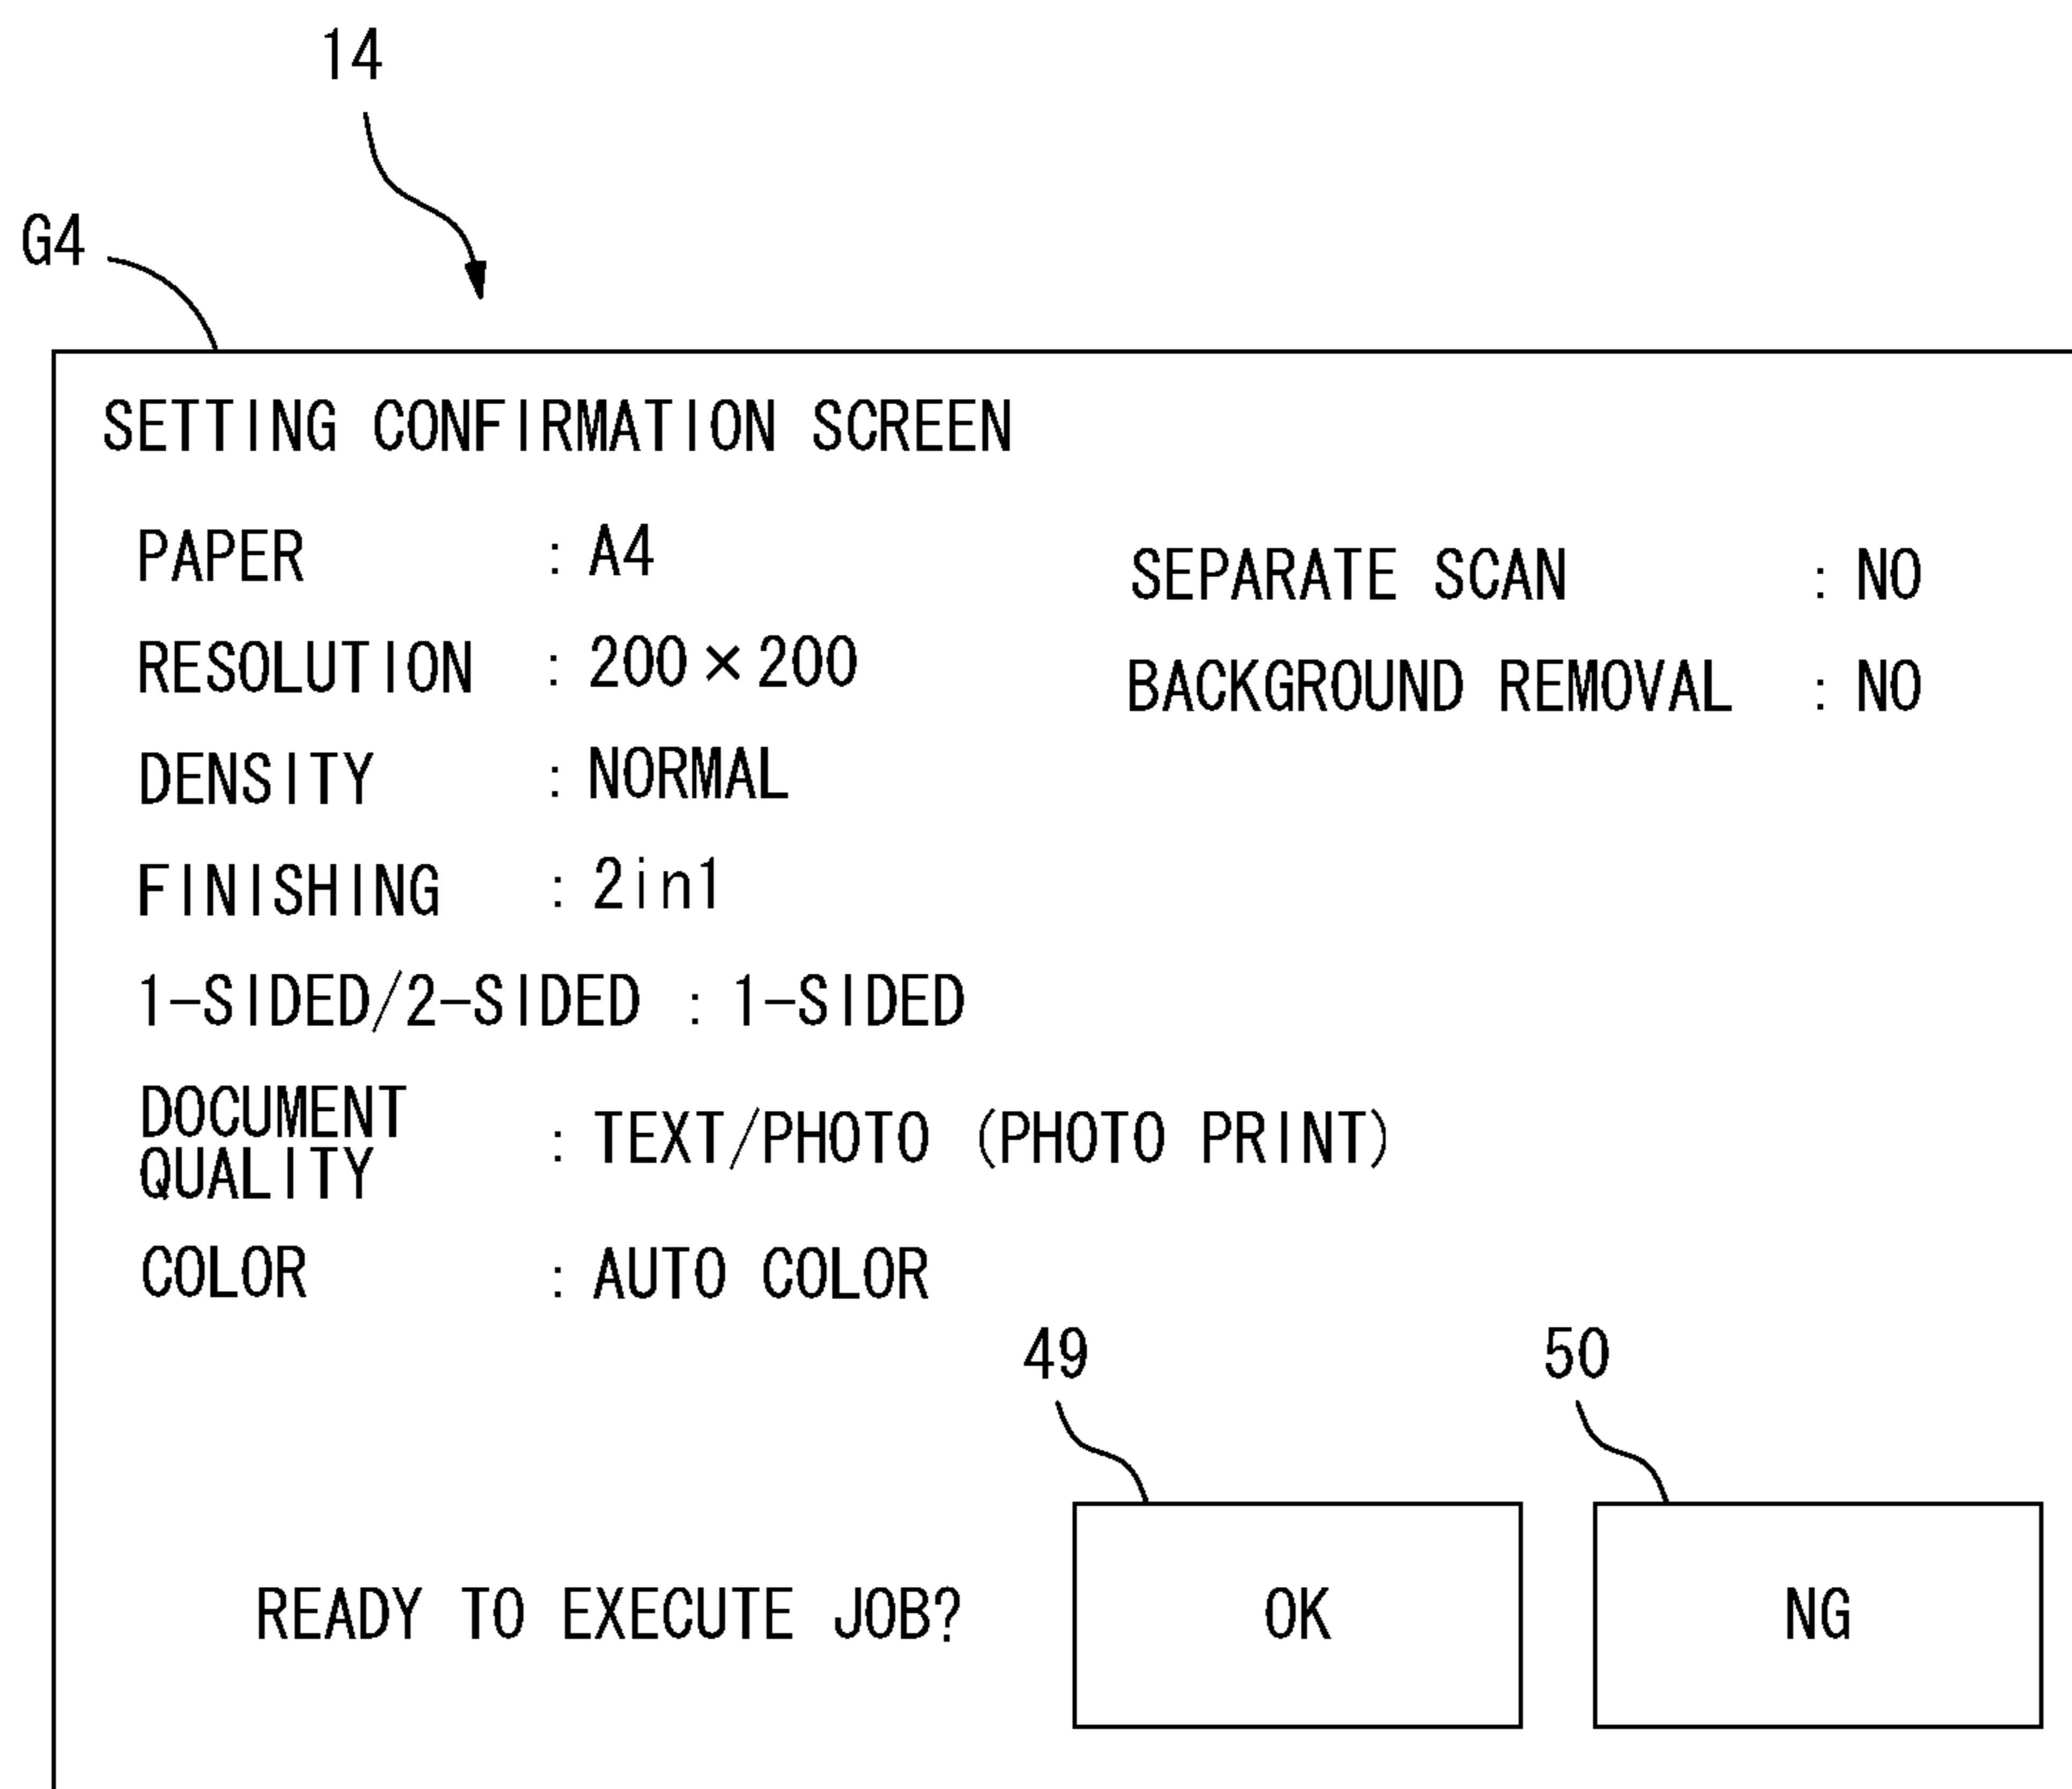 14
G4
SETTING CONFIRMATION SCREEN
PAPER : A4
SEPARATE SCAN : NO
RESOLUTION : 200×200
BACKGROUND REMOVAL : NO
DENSITY : NORMAL
FINISHING : 2in1
1-SIDED/2-SIDED : 1-SIDED
DOCUMENT
QUALITY : TEXT/PHOTO (PHOTO PRINT)
COLOR : AUTO COLOR
49
50
READY TO EXECUTE JOB?
OK
NG